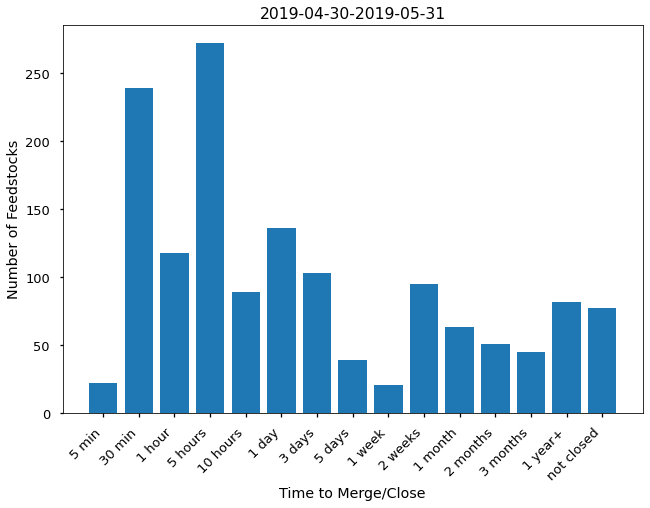 2019-04-30-2019-05-31
Number of Feedstocks
250
200
150
100
50
0
5 min
30 min
1 hour
5 hours
10 hours
1 day
3 days
5 days
1 week
2 weeks
1 month
2 months
3 months
1 year+
not closed
Time to Merge/Close